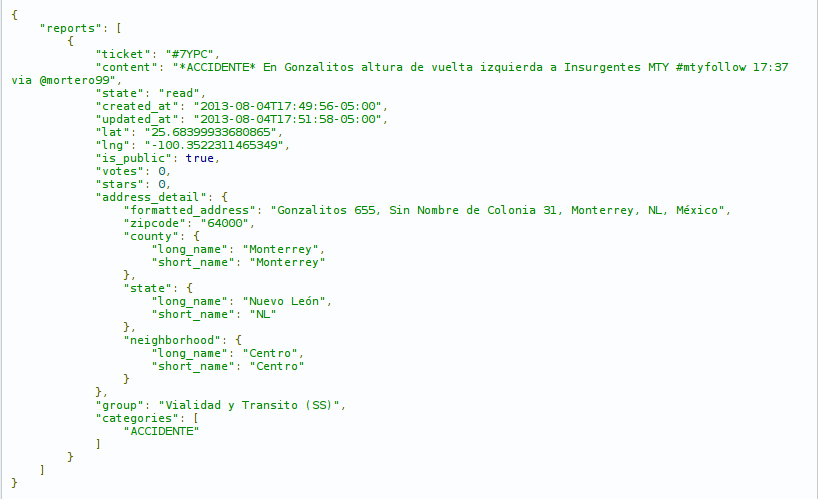 {
    "reports": [
        {
            "ticket": "#7YPC",
            "content": "*ACCIDENTE* En Gonzalitos altura de vuelta izquierda a Insurgentes MTY #mtyfollow 17:37
via @mortero99",
            "state": "read",
            "created_at": "2013-08-04T17:49:56-05:00",
            "updated_at": "2013-08-04T17:51:58-05:00",
            "lat": "25.68399933680865",
            "lng": "-100.3522311465349",
            "is_public": true,
            "votes": 0,
            "stars": 0,
            "address_detail": {
                "formatted_address": "Gonzalitos 655, Sin Nombre de Colonia 31, Monterrey, NL, México",
                "zipcode": "64000",
                "county": {
                    "long_name": "Monterrey",
                    "short_name": "Monterrey"
                },
                "state": {
                    "long_name": "Nuevo León",
                    "short_name": "NL"
                },
                "neighborhood": {
                    "long_name": "Centro",
                    "short_name": "Centro"
                }
            },
            "group": "Vialidad y Transito (SS)",
            "categories": [
                "ACCIDENTE"
            ]
        }
    ]
}